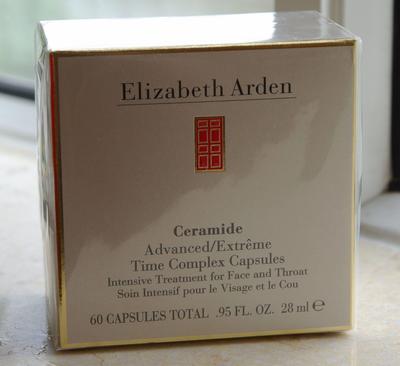 Elizabeth Arden
Ceramide
Advanced/Extrême
Time Complex Capsules
Intensive Treatment for Face and Throat
Soin Intensif pour le Visage et le Cou
60 CAPSULES TOTAL .95 FL. OZ. 28 ml ℮